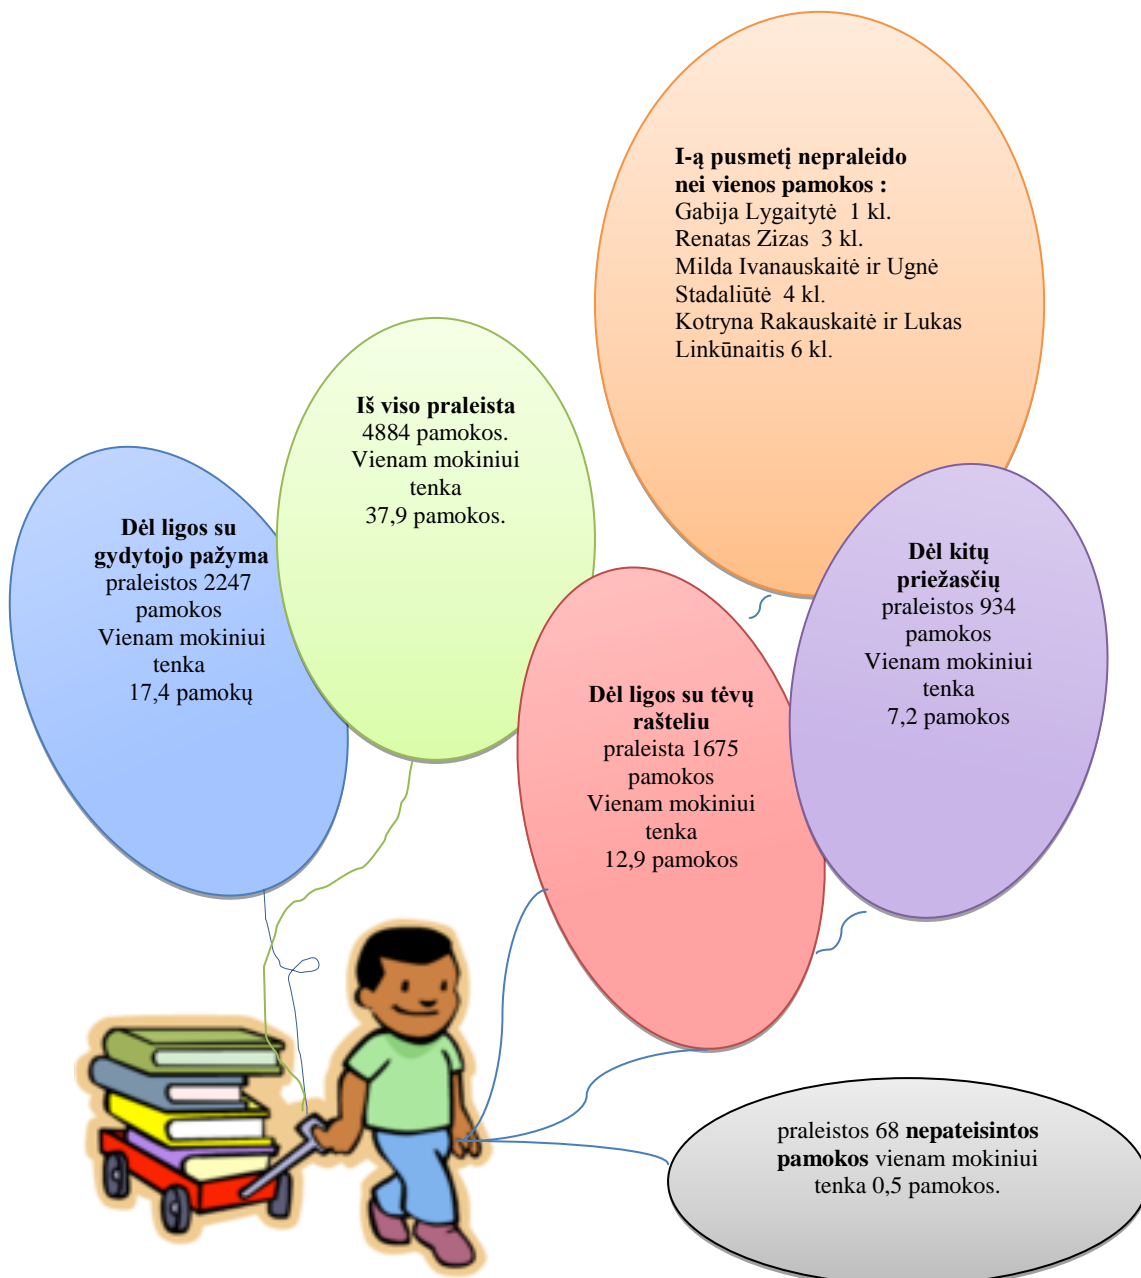 I-ą pusmetį nepraleido
nei vienos pamokos :
Gabija Lygaitytė 1 kl.
Renatas Zizas 3 kl.
Milda Ivanauskaitė ir Ugnė
Stadaliūtė 4 kl.
Kotryna Rakauskaitė ir Lukas
Linkūnaitis 6 kl.
Iš viso praleista
4884 pamokos.
Vienam mokiniui
tenka
37,9 pamokos.
Dėl ligos su
gydytojo pažyma
praleistos 2247
pamokos
Vienam mokiniui
tenka
17,4 pamokų
Dėl kitų
priežasčių
praleistos 934
pamokos
Vienam mokiniui
tenka
7,2 pamokos
Dėl ligos su tėvų
rašteliu
praleista 1675
pamokos
Vienam mokiniui
tenka
12,9 pamokos
praleistos 68 nepateisintos
pamokos vienam mokiniui
tenka 0,5 pamokos.